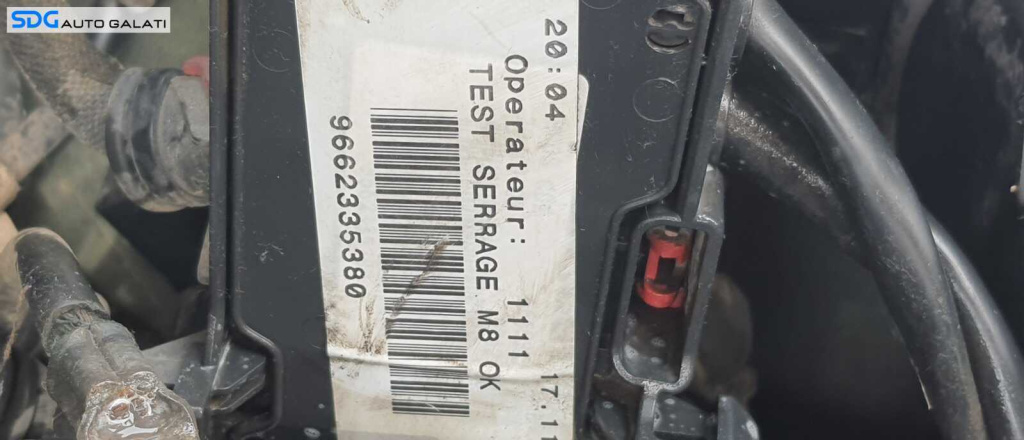 SDG AUTO GALATI
20:04
Operateur: 1111 17.11
TEST SERRAGE M8 OK
9662335380